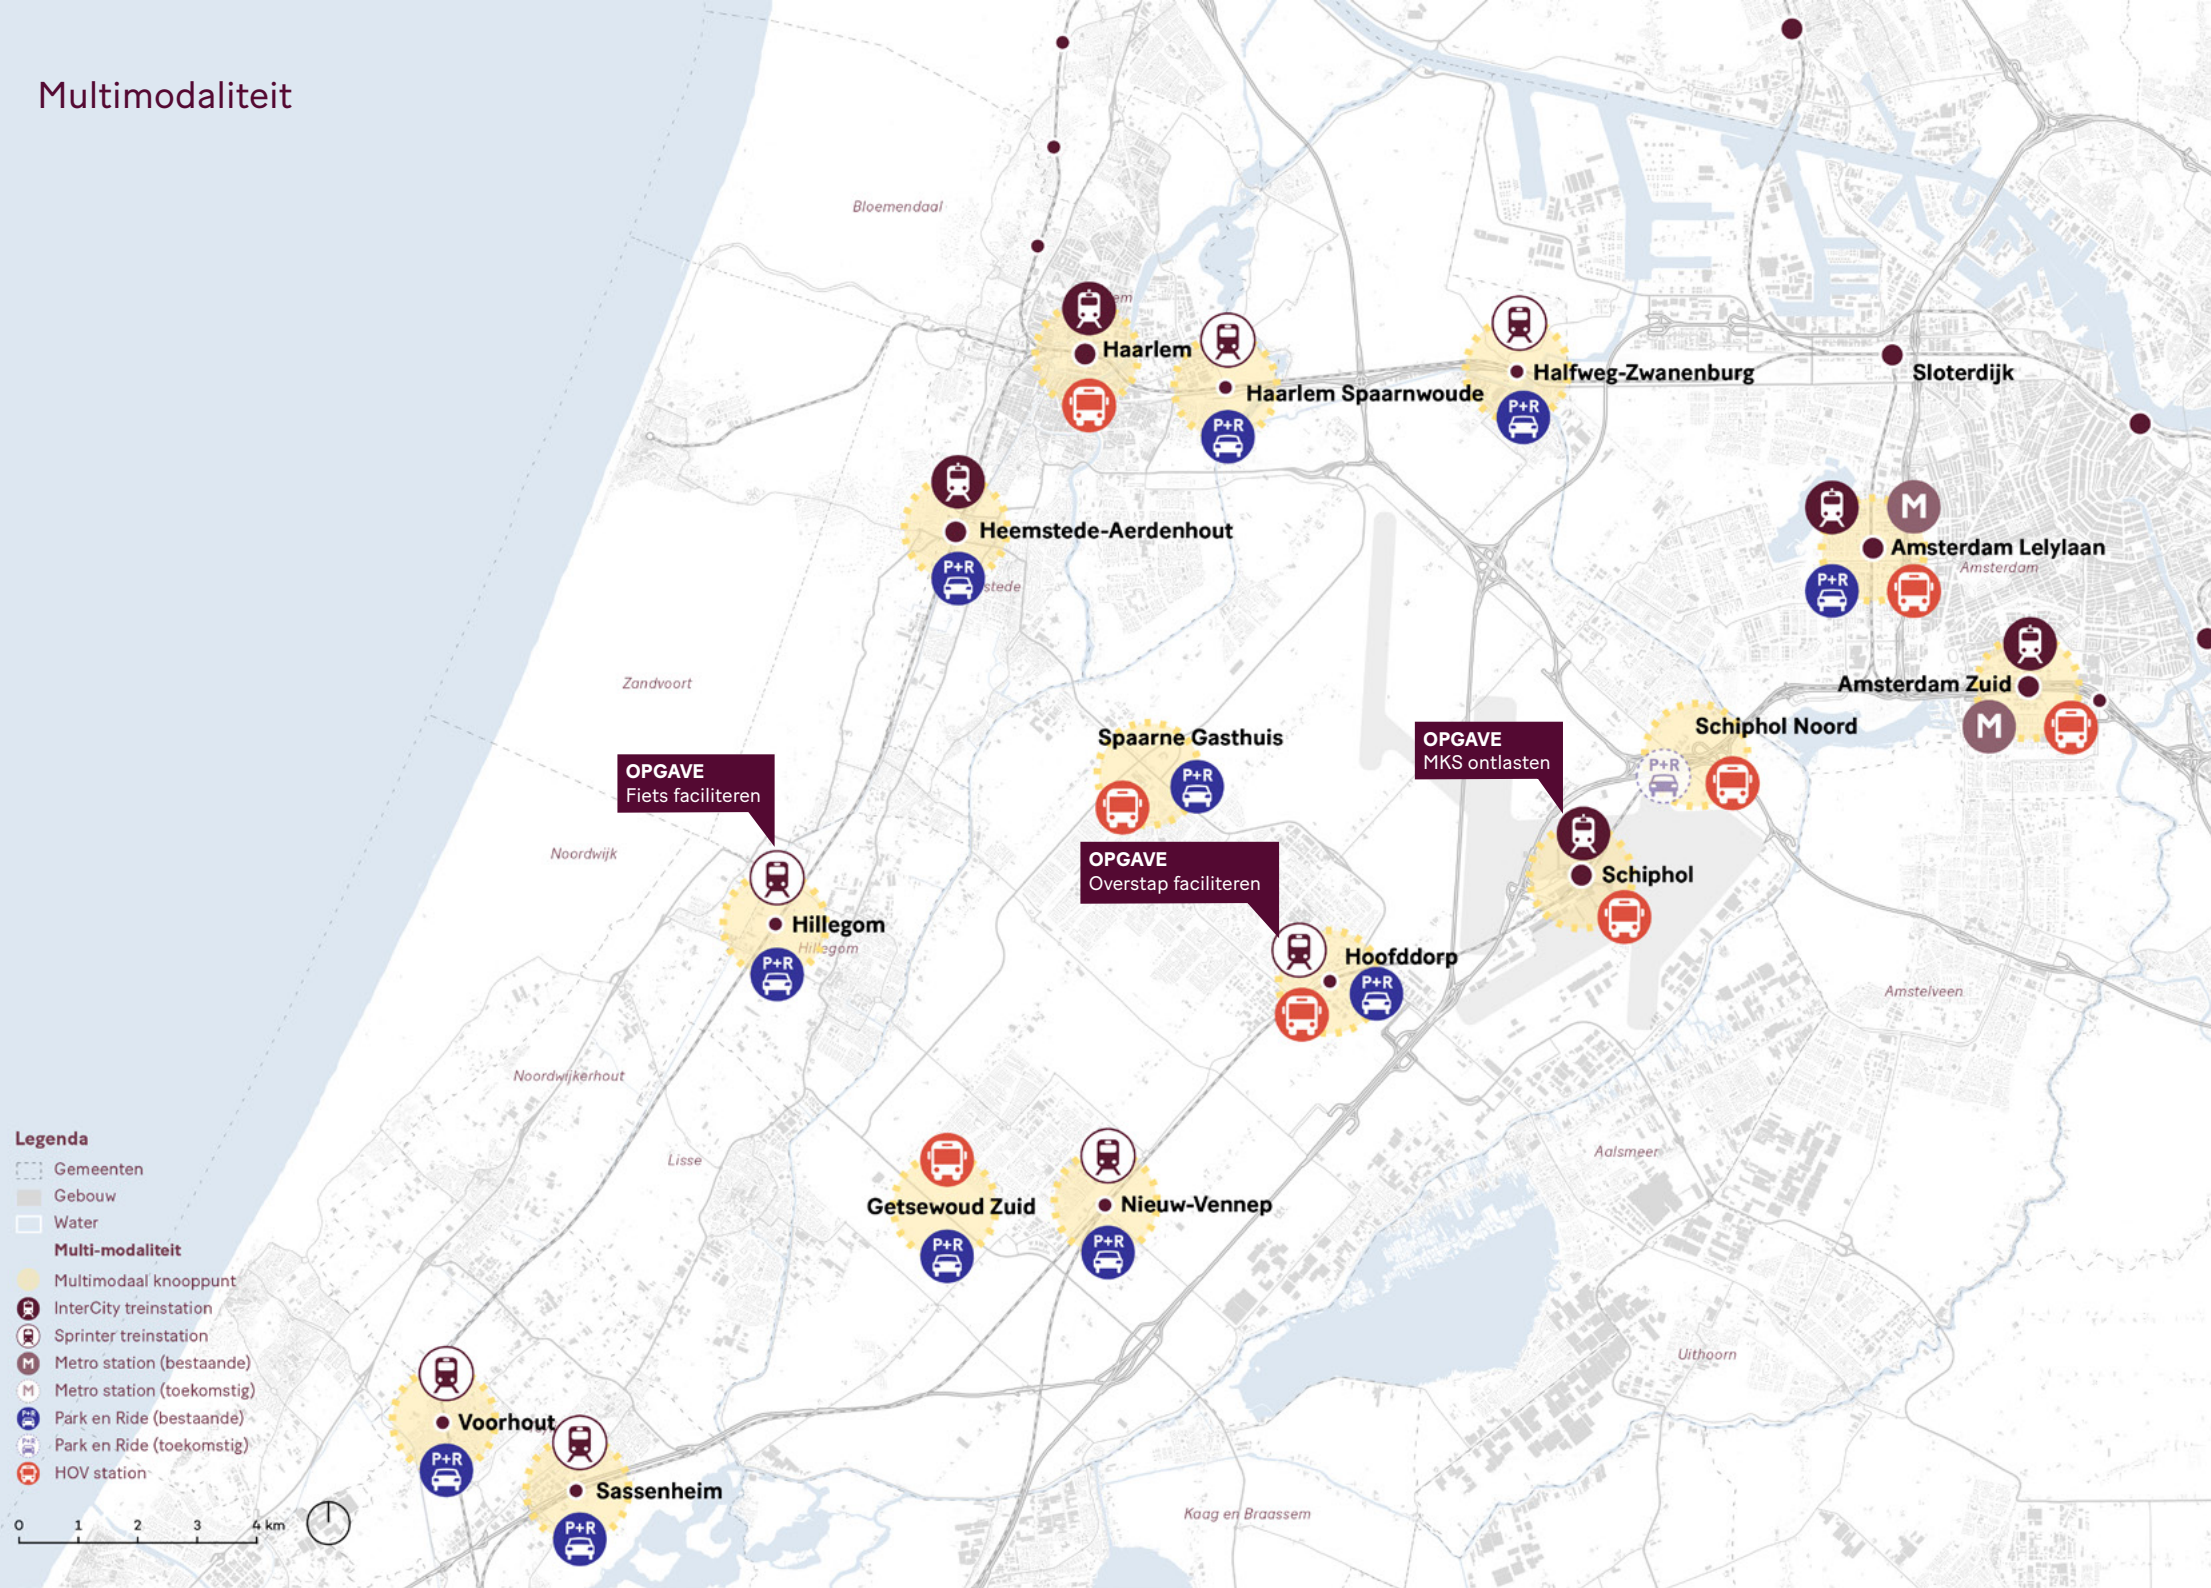 Multimodaliteit
Bloemendaal
em
Haarlem
Haarlem Spaarnwoude
P+R
Halfweg-Zwanenburg
P+R
Sloterdijk
Heemstede-Aerdenhout
P+R
stede
M
Amsterdam Lelylaan
Amsterdam
P+R
Zandvoort
Amsterdam Zuid
M
Schiphol Noord
P+R
Spaarne Gasthuis
P+R
OPGAVE
MKS ontlasten
OPGAVE
Fiets faciliteren
Noordwijk
OPGAVE
Overstap faciliteren
Schiphol
Hillegom
Hillegom
P+R
Hoofddorp
P+R
Amstelveen
Noordwijkerhout
Lisse
Aalsmeer
Getsewoud Zuid
P+R
Nieuw-Vennep
P+R
Uithoorn
Voorhout
P+R
Sassenheim
P+R
Kaag en Braassem
Legenda
Gemeenten
Gebouw
Water
Multi-modaliteit
Multimodaal knooppunt
InterCity treinstation
Sprinter treinstation
M Metro station (bestaande)
M Metro station (toekomstig)
P+R Park en Ride (bestaande)
P+R Park en Ride (toekomstig)
HOV station
0 1 2 3 4 km